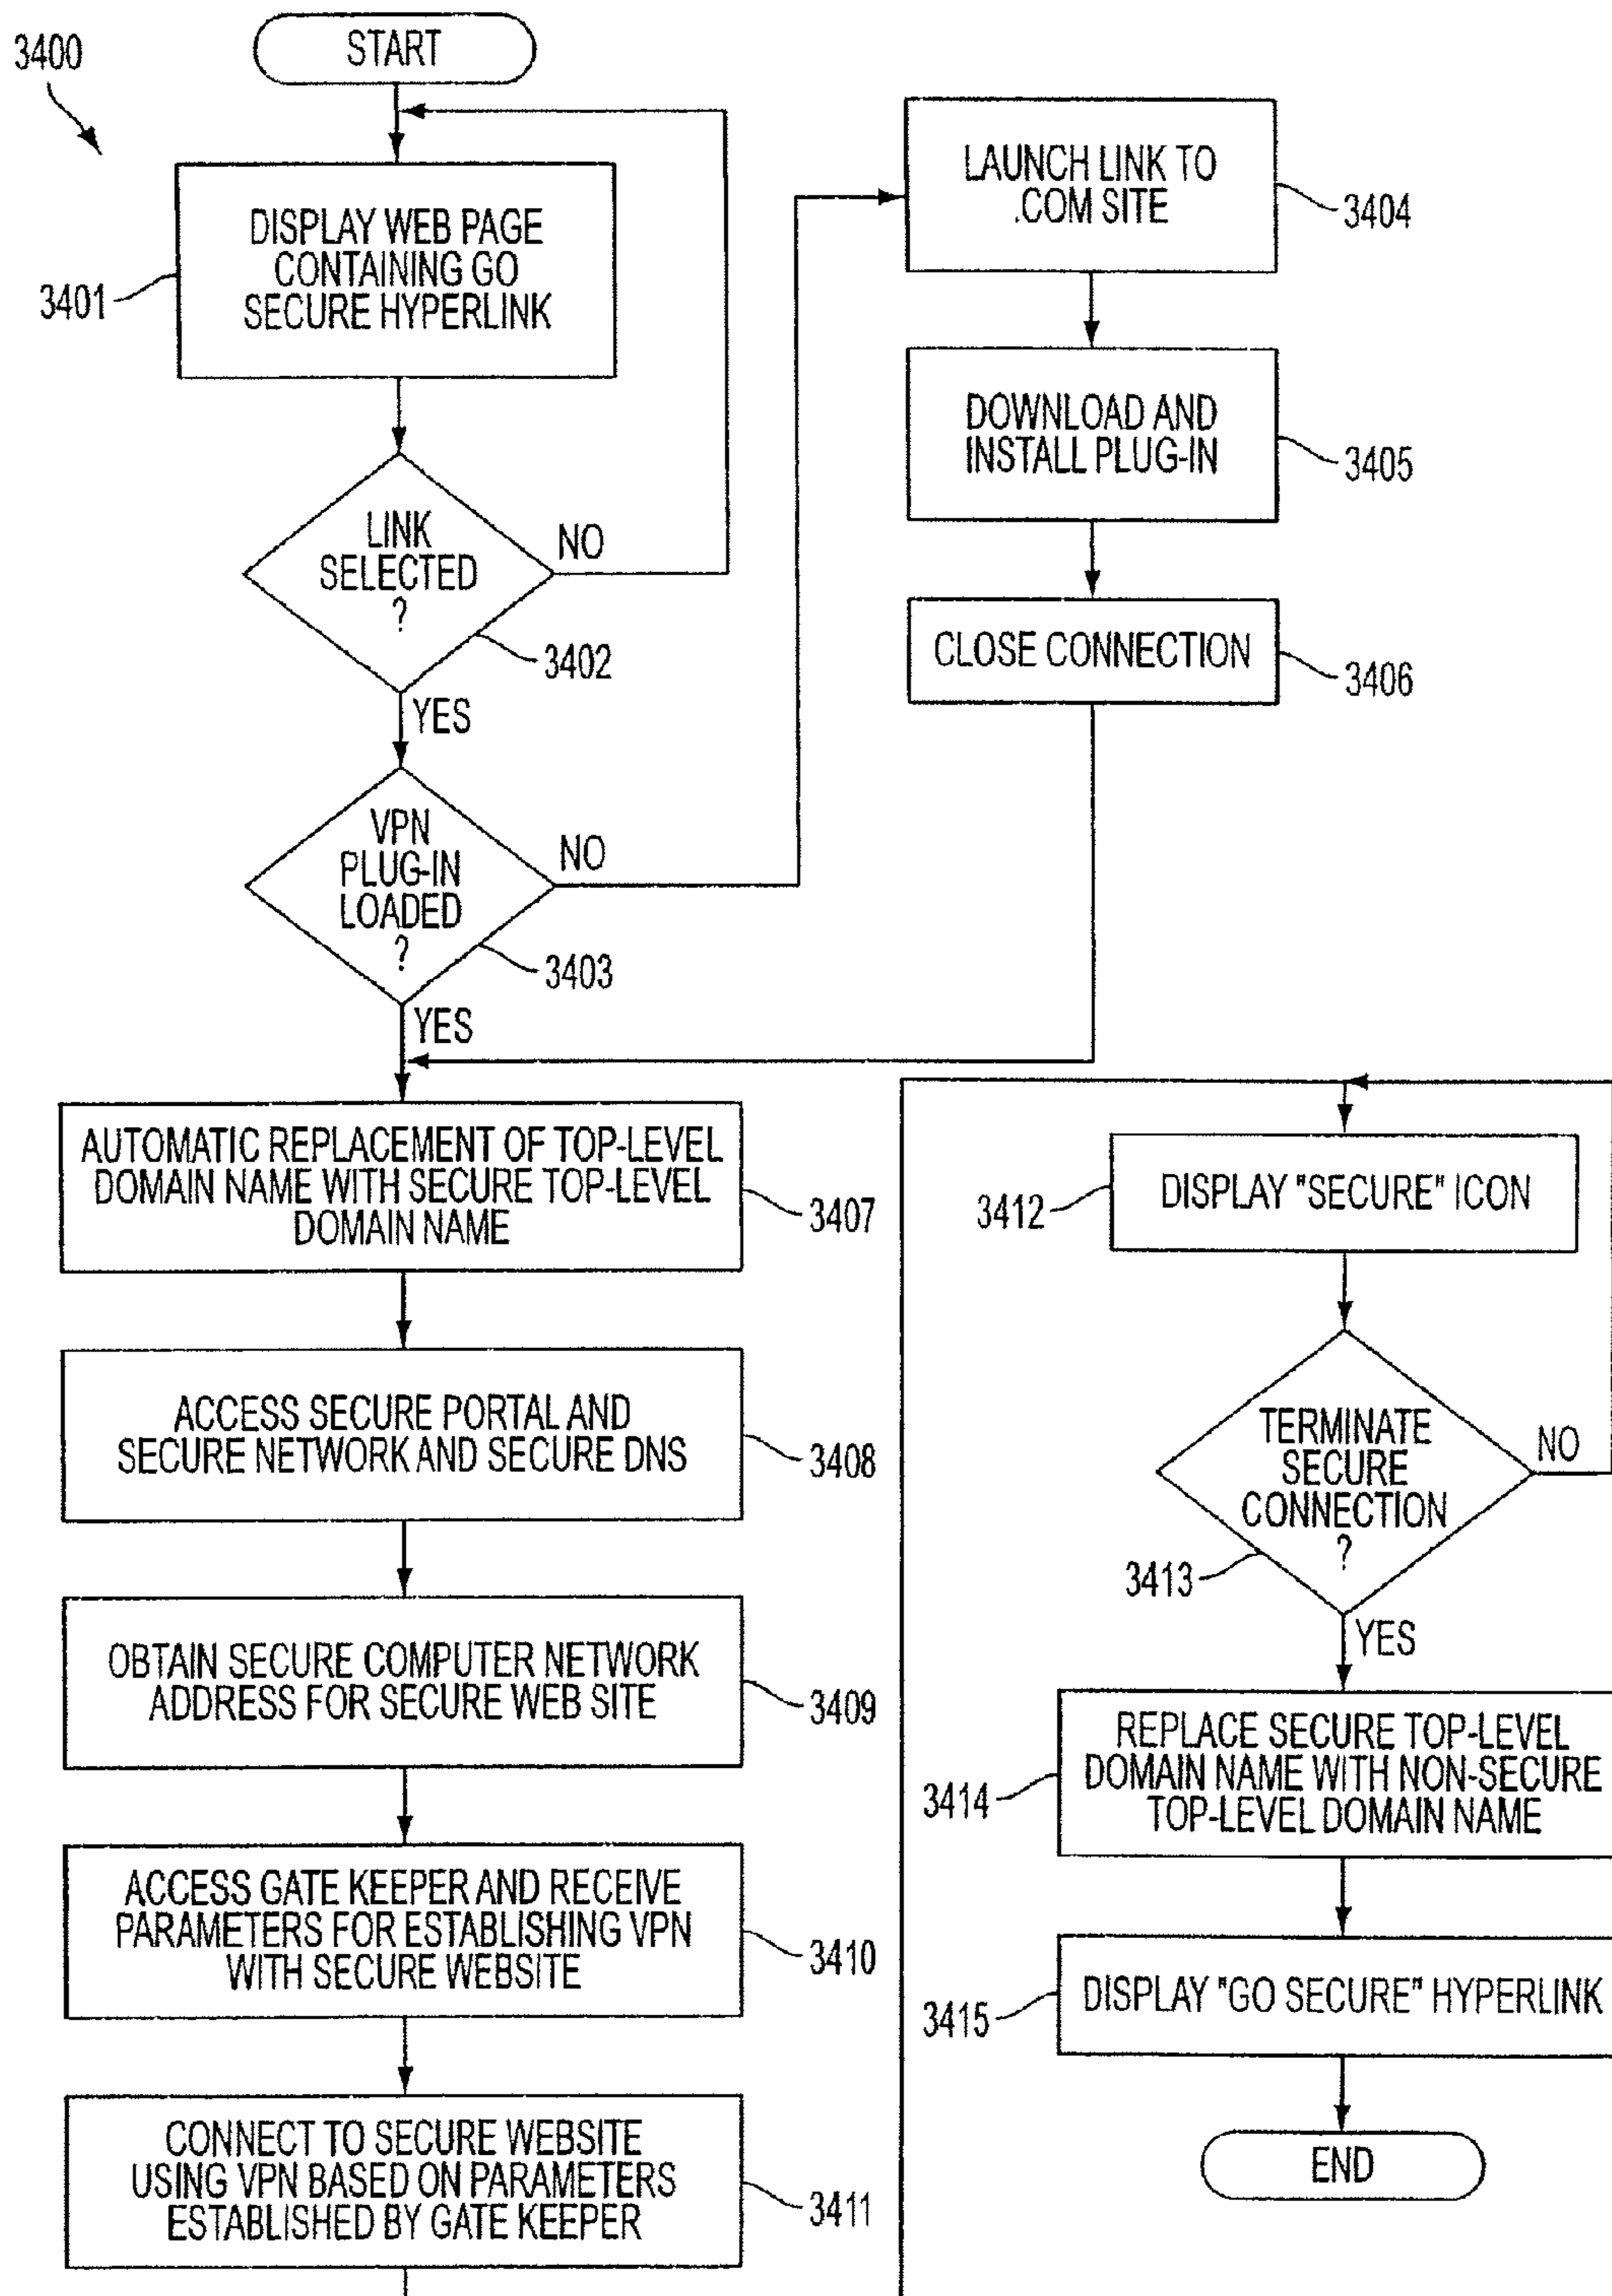 3400
START
DISPLAY WEB PAGE
CONTAINING GO
SECURE HYPERLINK
3401
LINK
SELECTED
?
NO
3402
YES
VPN
PLUG-IN
LOADED
?
NO
3403
YES
LAUNCH LINK TO
.COM SITE
3404
DOWNLOAD AND
INSTALL PLUG-IN
3405
CLOSE CONNECTION
3406
AUTOMATIC REPLACEMENT OF TOP-LEVEL
DOMAIN NAME WITH SECURE TOP-LEVEL
DOMAIN NAME
3407
ACCESS SECURE PORTAL AND
SECURE NETWORK AND SECURE DNS
3408
OBTAIN SECURE COMPUTER NETWORK
ADDRESS FOR SECURE WEB SITE
3409
ACCESS GATE KEEPER AND RECEIVE
PARAMETERS FOR ESTABLISHING VPN
WITH SECURE WEBSITE
3410
CONNECT TO SECURE WEBSITE
USING VPN BASED ON PARAMETERS
ESTABLISHED BY GATE KEEPER
3411
DISPLAY "SECURE" ICON
3412
TERMINATE
SECURE
CONNECTION
?
NO
3413
YES
REPLACE SECURE TOP-LEVEL
DOMAIN NAME WITH NON-SECURE
TOP-LEVEL DOMAIN NAME
3414
DISPLAY "GO SECURE" HYPERLINK
3415
END